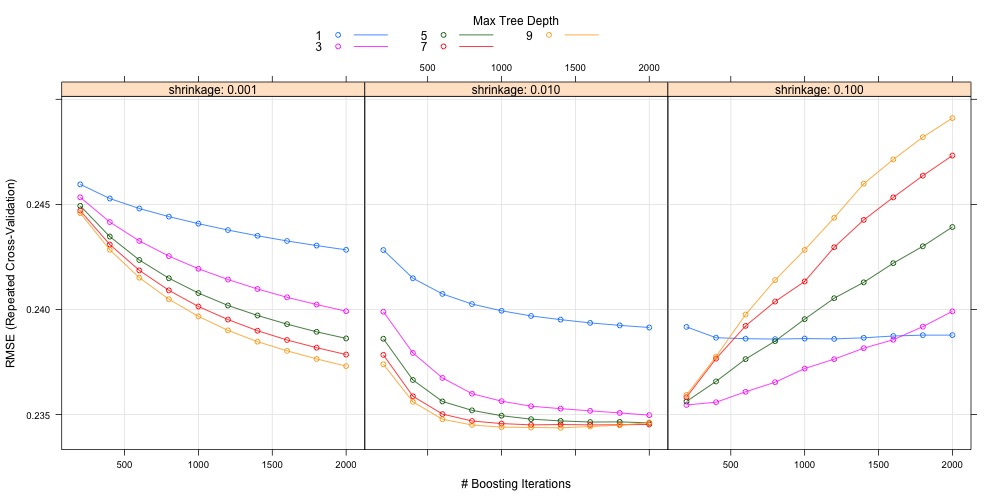 Max Tree Depth
1 5 9
3 7
500 1000 1500 2000
shrinkage: 0.001 shrinkage: 0.010 shrinkage: 0.100
RMSE (Repeated Cross-Validation)
0.245
0.240
0.235
500 1000 1500 2000 500 1000 1500 2000
# Boosting Iterations